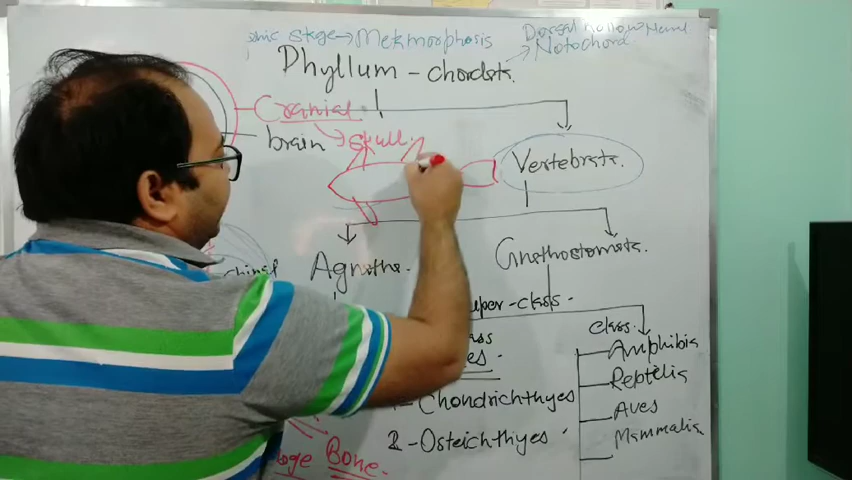 stage → Metamorphosis
Dorsal Hollow Nerve
Notochord
Phyllum - chordata.
Cranial
brain
skull.
Vertebrata.
Agnatha.
Gnathostomata.
class
class.
Amphibia
Reptelia
Aves
Mammalia
- Chondrichthyes
2 - Osteichthyes
Bone.